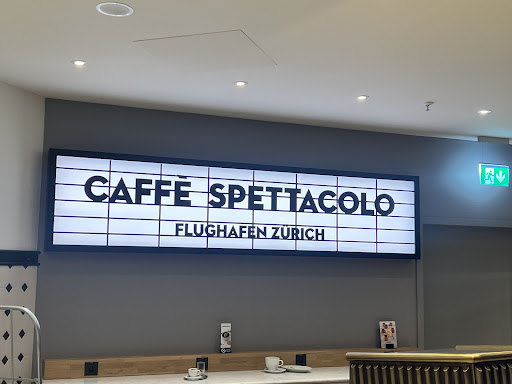 CAFFÈ SPETTACOLO
FLUGHAFEN ZÜRICH